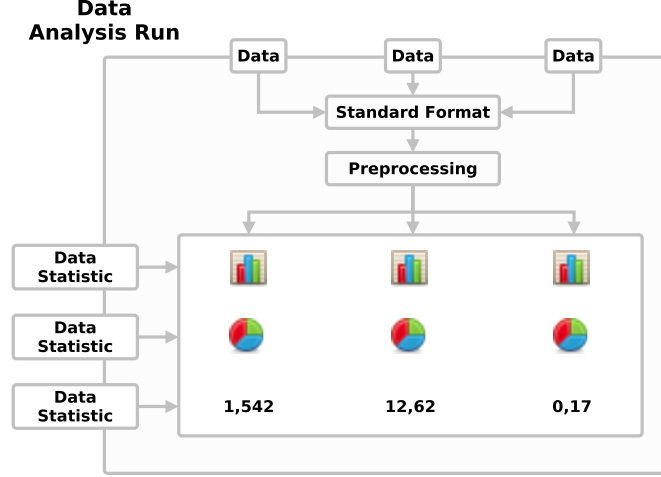 Data
Analysis Run
Data
Data
Data
Standard Format
Preprocessing
Data
Statistic
Data
Statistic
Data
Statistic
1,542
12,62
0,17